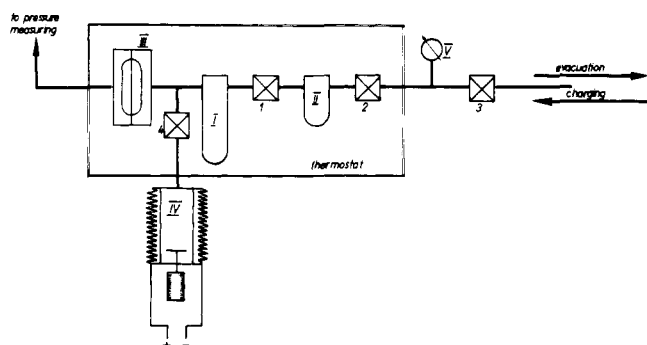 to pressure
measuring
III
V
evacuation
charging
I
1
II
2
3
4
thermostat
IV
+ -